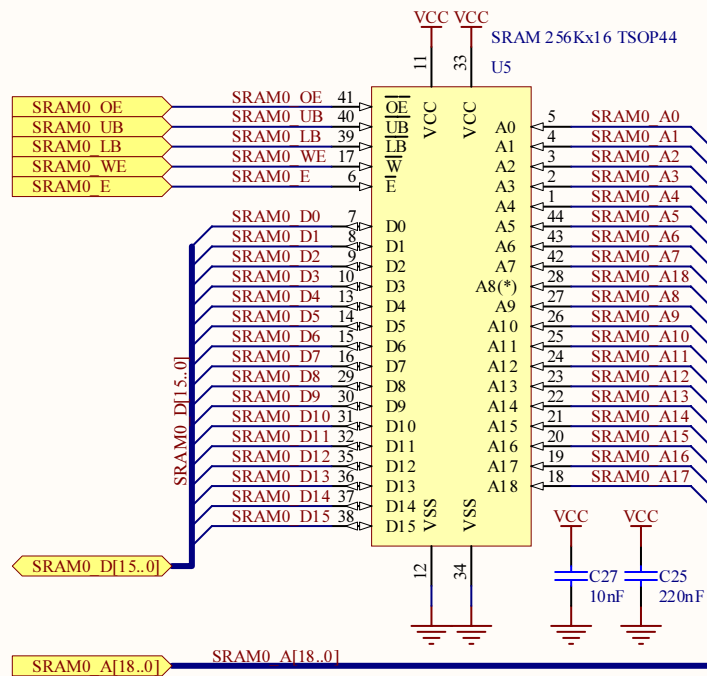 VCC VCC
SRAM 256Kx16 TSOP44
U5
11 33
SRAM0_OE SRAM0_OE 41 OE VCC VCC
SRAM0_UB SRAM0_UB 40 UB A0 5 SRAM0_A0
SRAM0_LB SRAM0_LB 39 LB A1 4 SRAM0_A1
SRAM0_WE SRAM0_WE 17 W A2 3 SRAM0_A2
SRAM0_E SRAM0_E 6 E A3 2 SRAM0_A3
A4 1 SRAM0_A4
SRAM0_D0 7 D0 A5 44 SRAM0_A5
SRAM0_D1 8 D1 A6 43 SRAM0_A6
SRAM0_D2 9 D2 A7 42 SRAM0_A7
SRAM0_D3 10 D3 A8(*) 28 SRAM0_A18
SRAM0_D4 13 D4 A9 27 SRAM0_A8
SRAM0_D5 14 D5 A10 26 SRAM0_A9
SRAM0_D6 15 D6 A11 25 SRAM0_A10
SRAM0_D7 16 D7 A12 24 SRAM0_A11
SRAM0_D8 29 D8 A13 23 SRAM0_A12
SRAM0_D9 30 D9 A14 22 SRAM0_A13
SRAM0_D10 31 D10 A15 21 SRAM0_A14
SRAM0_D11 32 D11 A16 20 SRAM0_A15
SRAM0_D12 35 D12 A17 19 SRAM0_A16
SRAM0_D13 36 D13 A18 18 SRAM0_A17
SRAM0_D14 37 D14
SRAM0_D15 38 D15 VSS VSS
SRAM0_D[15..0]
VCC VCC
SRAM0_D[15..0]
12 34
C27 C25
10nF 220nF
SRAM0_A[18..0] SRAM0_A[18..0]